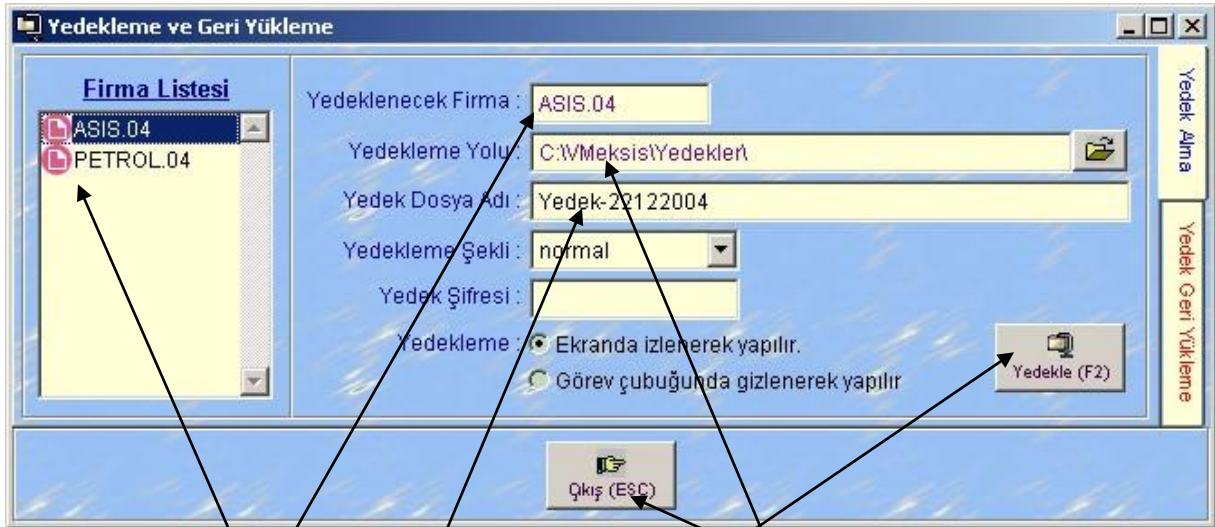 Yedekleme ve Geri Yükleme
Firma Listesi
ASIS.04
PETROL.04
Yedeklenecek Firma : ASIS.04
Yedekleme Yolu : C:\VMeksis\Yedekler\
Yedek Dosya Adı : Yedek-22122004
Yedekleme Şekli : normal
Yedek Şifresi :
Yedekleme : Ekranda izlenerek yapılır.
Görev çubuğunda gizlenerek yapılır
Yedekle (F2)
Yedek Alma
Yedek Geri Yükleme
Çıkış (ESC)